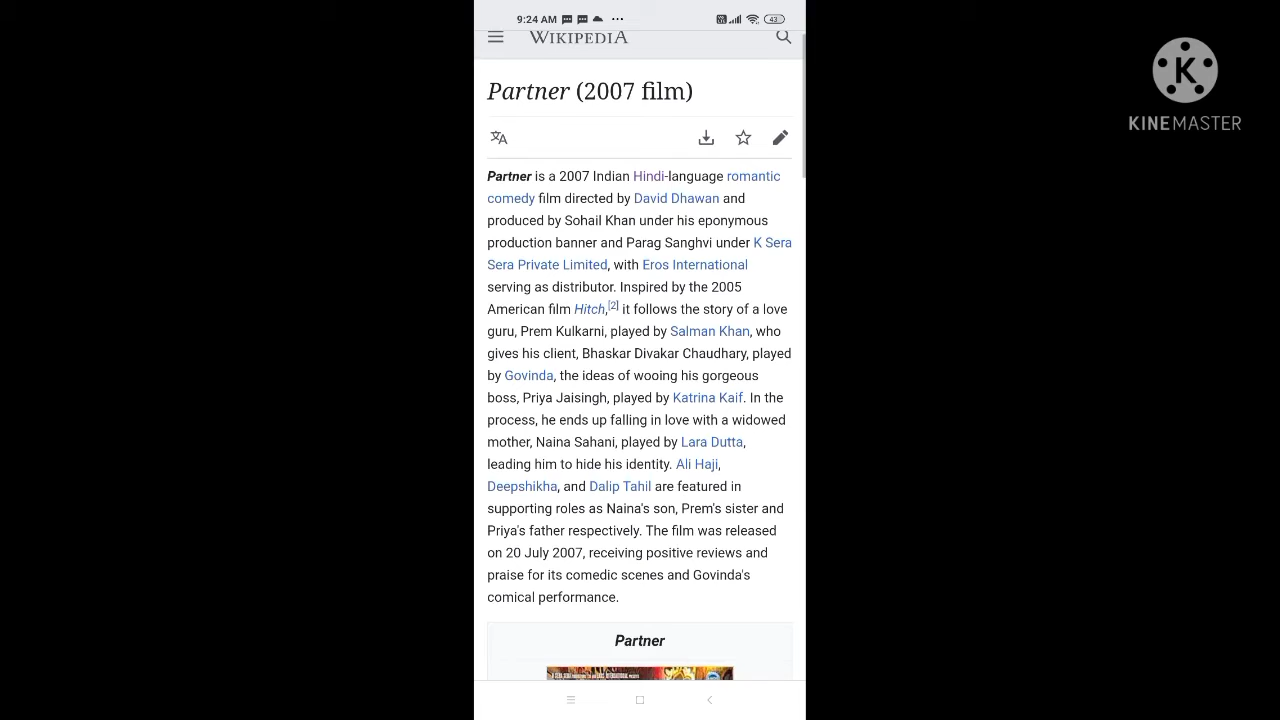 9:24 AM
43
WIKIPEDIA
Partner (2007 film)
Partner is a 2007 Indian Hindi-language romantic
comedy film directed by David Dhawan and
produced by Sohail Khan under his eponymous
production banner and Parag Sanghvi under K Sera
Sera Private Limited, with Eros International
serving as distributor. Inspired by the 2005
American film Hitch,[2] it follows the story of a love
guru, Prem Kulkarni, played by Salman Khan, who
gives his client, Bhaskar Divakar Chaudhary, played
by Govinda, the ideas of wooing his gorgeous
boss, Priya Jaisingh, played by Katrina Kaif. In the
process, he ends up falling in love with a widowed
mother, Naina Sahani, played by Lara Dutta,
leading him to hide his identity. Ali Haji,
Deepshikha, and Dalip Tahil are featured in
supporting roles as Naina's son, Prem's sister and
Priya's father respectively. The film was released
on 20 July 2007, receiving positive reviews and
praise for its comedic scenes and Govinda's
comical performance.
Partner
K
KINEMASTER